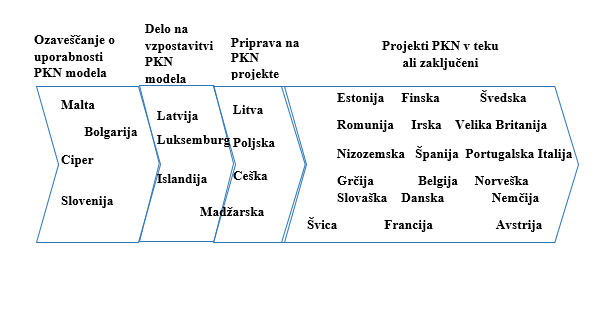 Ozaveščanje o
uporabnosti
PKN modela
Delo na
vzpostavitvi
PKN
modela
Priprava na
PKN
projekte
Projekti PKN v teku
ali zaključeni
Malta
Bolgarija
Ciper
Slovenija
Latvija
Luksemburg
Islandija
Litva
Poljska
Češka
Madžarska
Estonija Finska Švedska
Romunija Irska Velika Britanija
Nizozemska Španija Portugalska Italija
Grčija Belgija Norveška
Slovaška Danska Nemčija
Švica Francija Avstrija